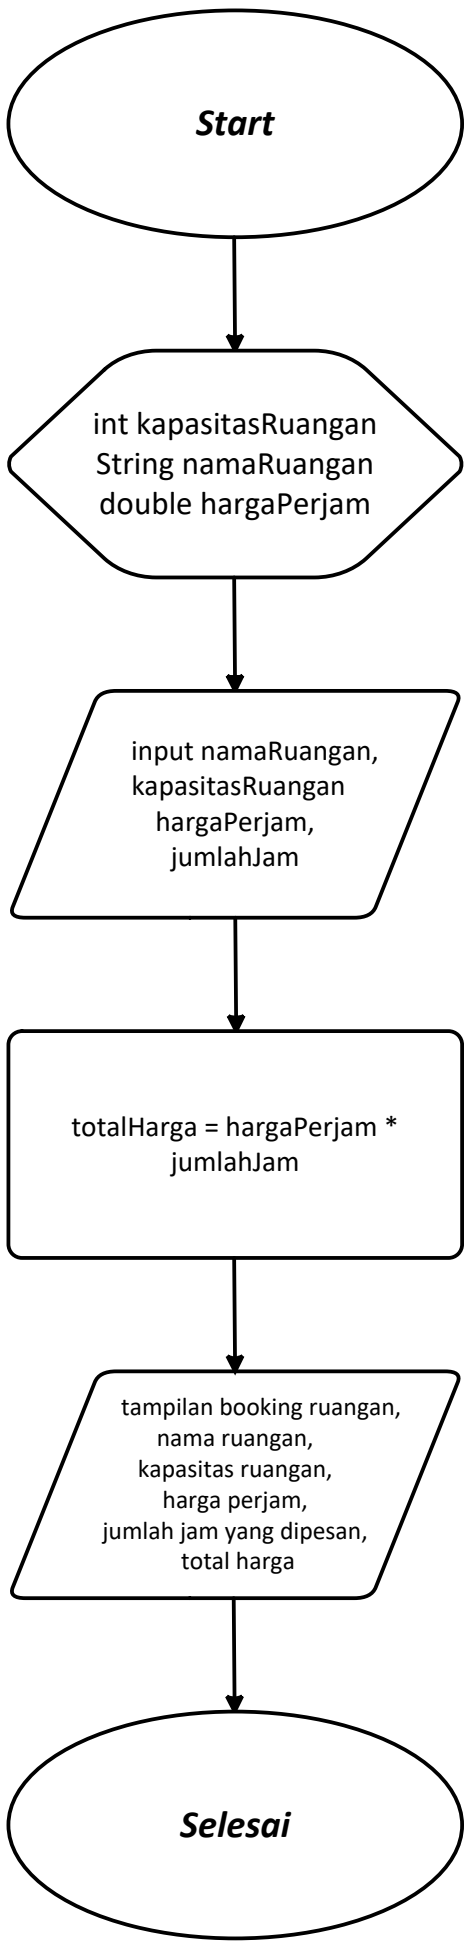 Start
int kapasitasRuangan
String namaRuangan
double hargaPerjam
input namaRuangan,
kapasitasRuangan
hargaPerjam,
jumlahJam
totalHarga = hargaPerjam *
jumlahJam
tampilan booking ruangan,
nama ruangan,
kapasitas ruangan,
harga perjam,
jumlah jam yang dipesan,
total harga
Selesai